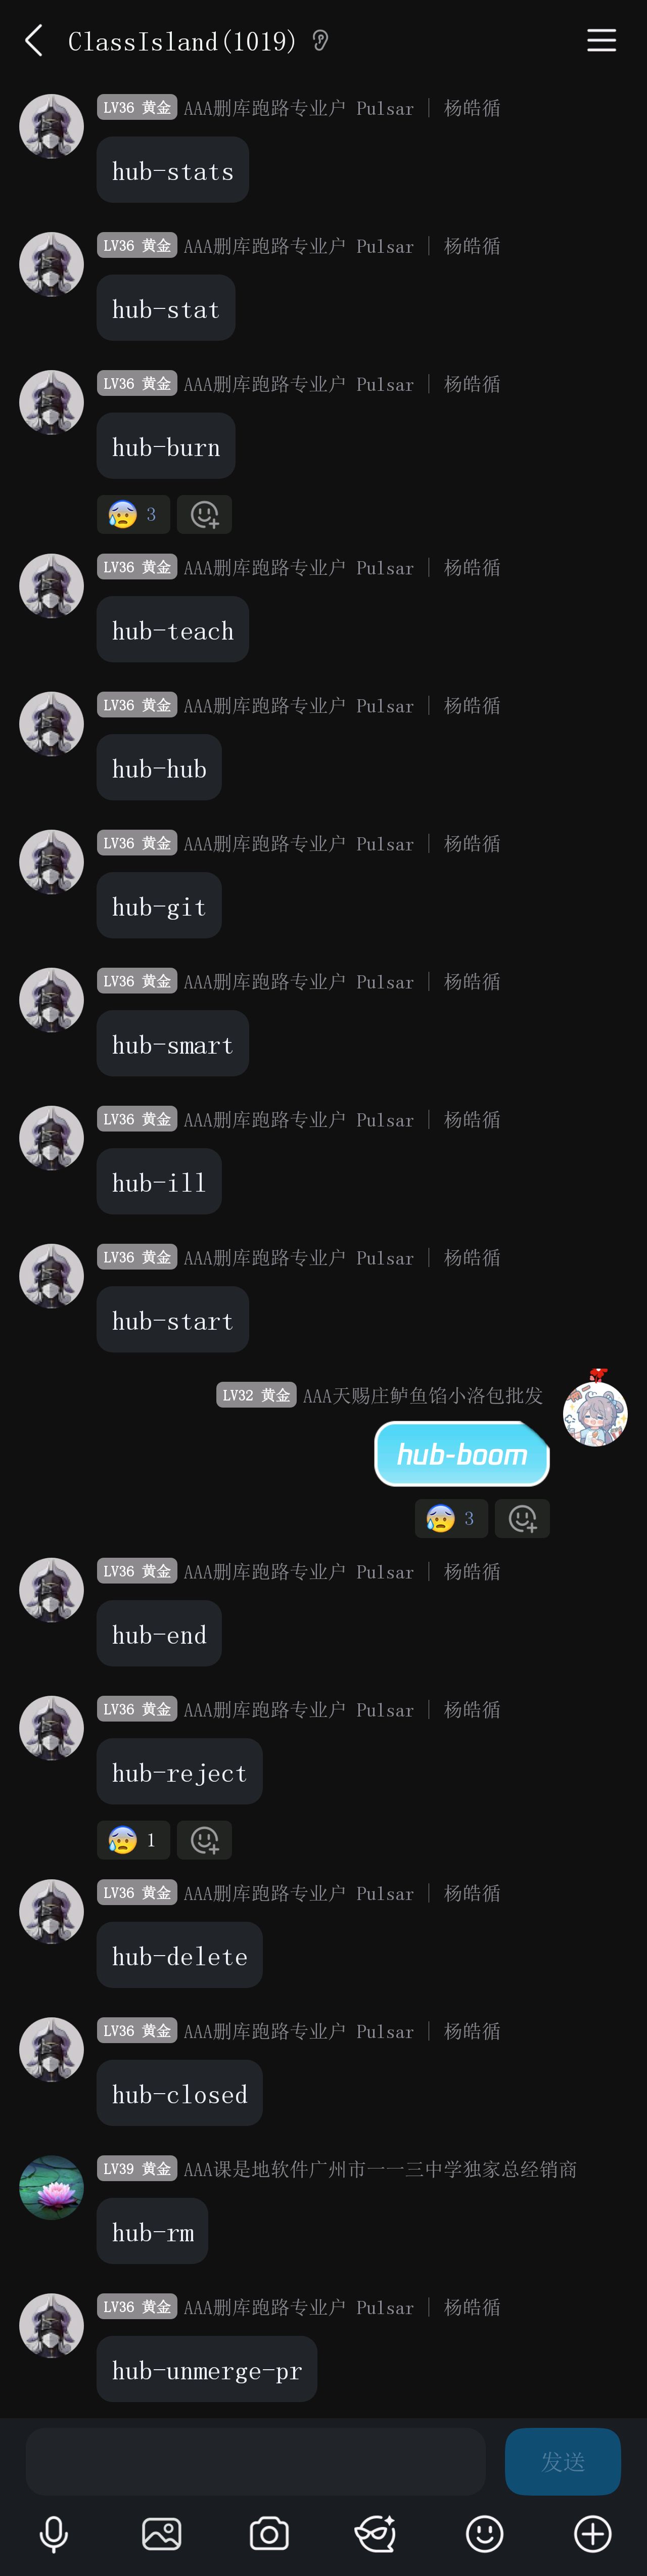 ClassIsland(1019)
LV36 黄金 AAA删库跑路专业户 Pulsar | 杨皓循
hub-stats
LV36 黄金 AAA删库跑路专业户 Pulsar | 杨皓循
hub-stat
LV36 黄金 AAA删库跑路专业户 Pulsar | 杨皓循
hub-burn
3
LV36 黄金 AAA删库跑路专业户 Pulsar | 杨皓循
hub-teach
LV36 黄金 AAA删库跑路专业户 Pulsar | 杨皓循
hub-hub
LV36 黄金 AAA删库跑路专业户 Pulsar | 杨皓循
hub-git
LV36 黄金 AAA删库跑路专业户 Pulsar | 杨皓循
hub-smart
LV36 黄金 AAA删库跑路专业户 Pulsar | 杨皓循
hub-ill
LV36 黄金 AAA删库跑路专业户 Pulsar | 杨皓循
hub-start
LV32 黄金 AAA天赐庄鲈鱼馅小洛包批发
hub-boom
3
LV36 黄金 AAA删库跑路专业户 Pulsar | 杨皓循
hub-end
LV36 黄金 AAA删库跑路专业户 Pulsar | 杨皓循
hub-reject
1
LV36 黄金 AAA删库跑路专业户 Pulsar | 杨皓循
hub-delete
LV36 黄金 AAA删库跑路专业户 Pulsar | 杨皓循
hub-closed
LV39 黄金 AAA课是地软件广州市一一三中学独家总经销商
hub-rm
LV36 黄金 AAA删库跑路专业户 Pulsar | 杨皓循
hub-unmerge-pr
发送